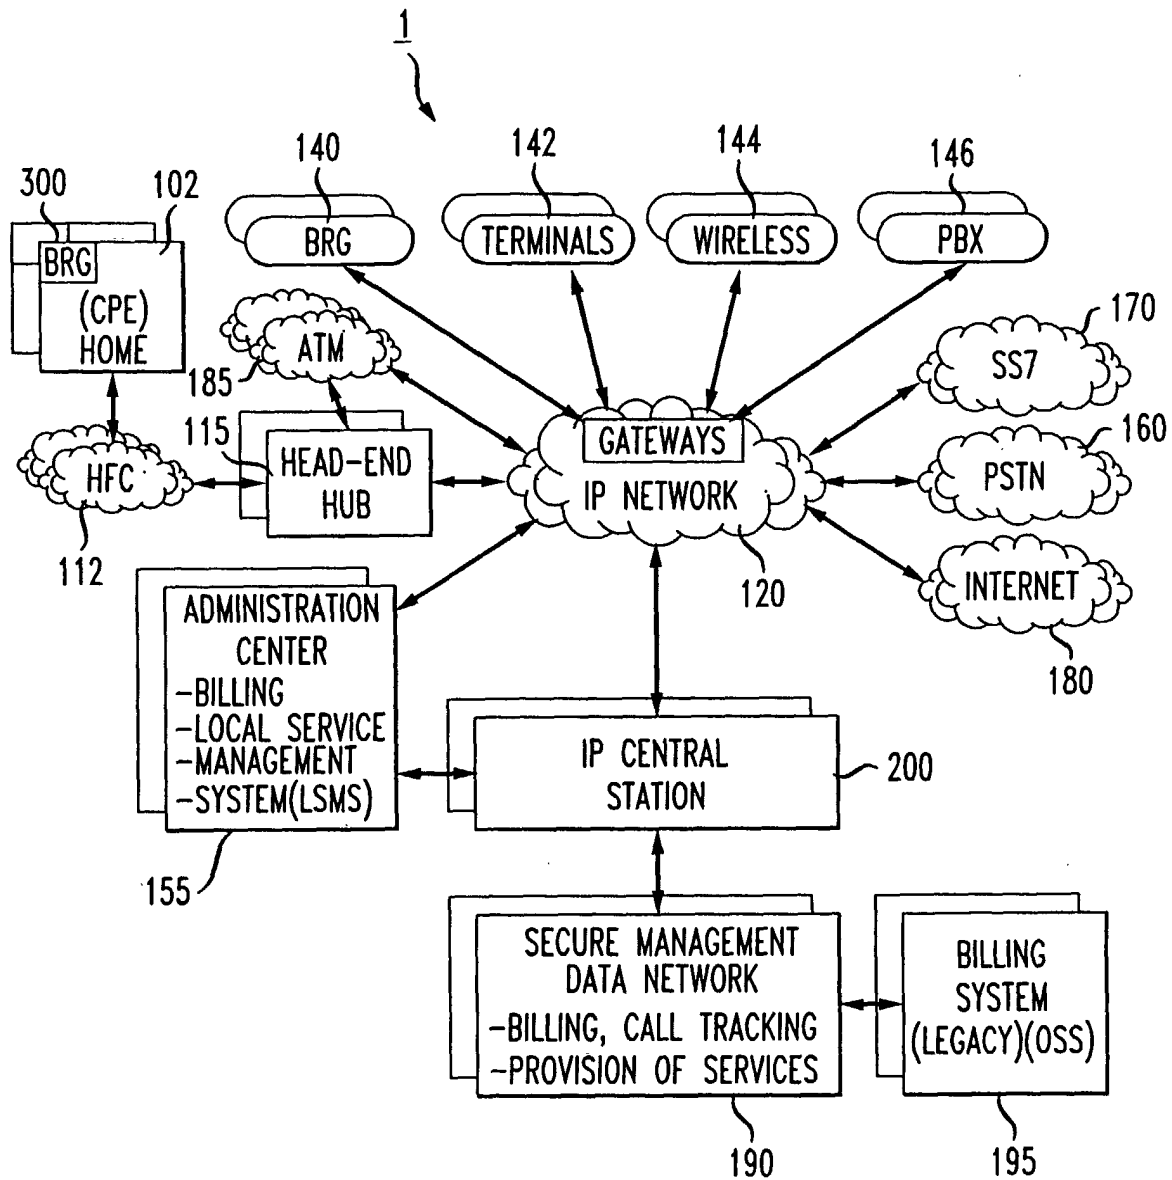 1
140
142
144
146
300
102
BRG
TERMINALS
WIRELESS
PBX
BRG
(CPE)
HOME
ATM
185
170
SS7
115
HEAD-END
HUB
GATEWAYS
IP NETWORK
160
PSTN
HFC
112
120
INTERNET
180
ADMINISTRATION
CENTER
-BILLING
-LOCAL SERVICE
-MANAGEMENT
-SYSTEM(LSMS)
155
IP CENTRAL
STATION
200
SECURE MANAGEMENT
DATA NETWORK
-BILLING, CALL TRACKING
-PROVISION OF SERVICES
190
BILLING
SYSTEM
(LEGACY)(OSS)
195